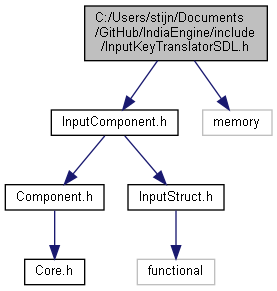 C:/Users/stijn/Documents
/GitHub/IndiaEngine/include
/InputKeyTranslatorSDL.h
InputComponent.h
memory
Component.h
InputStruct.h
Core.h
functional